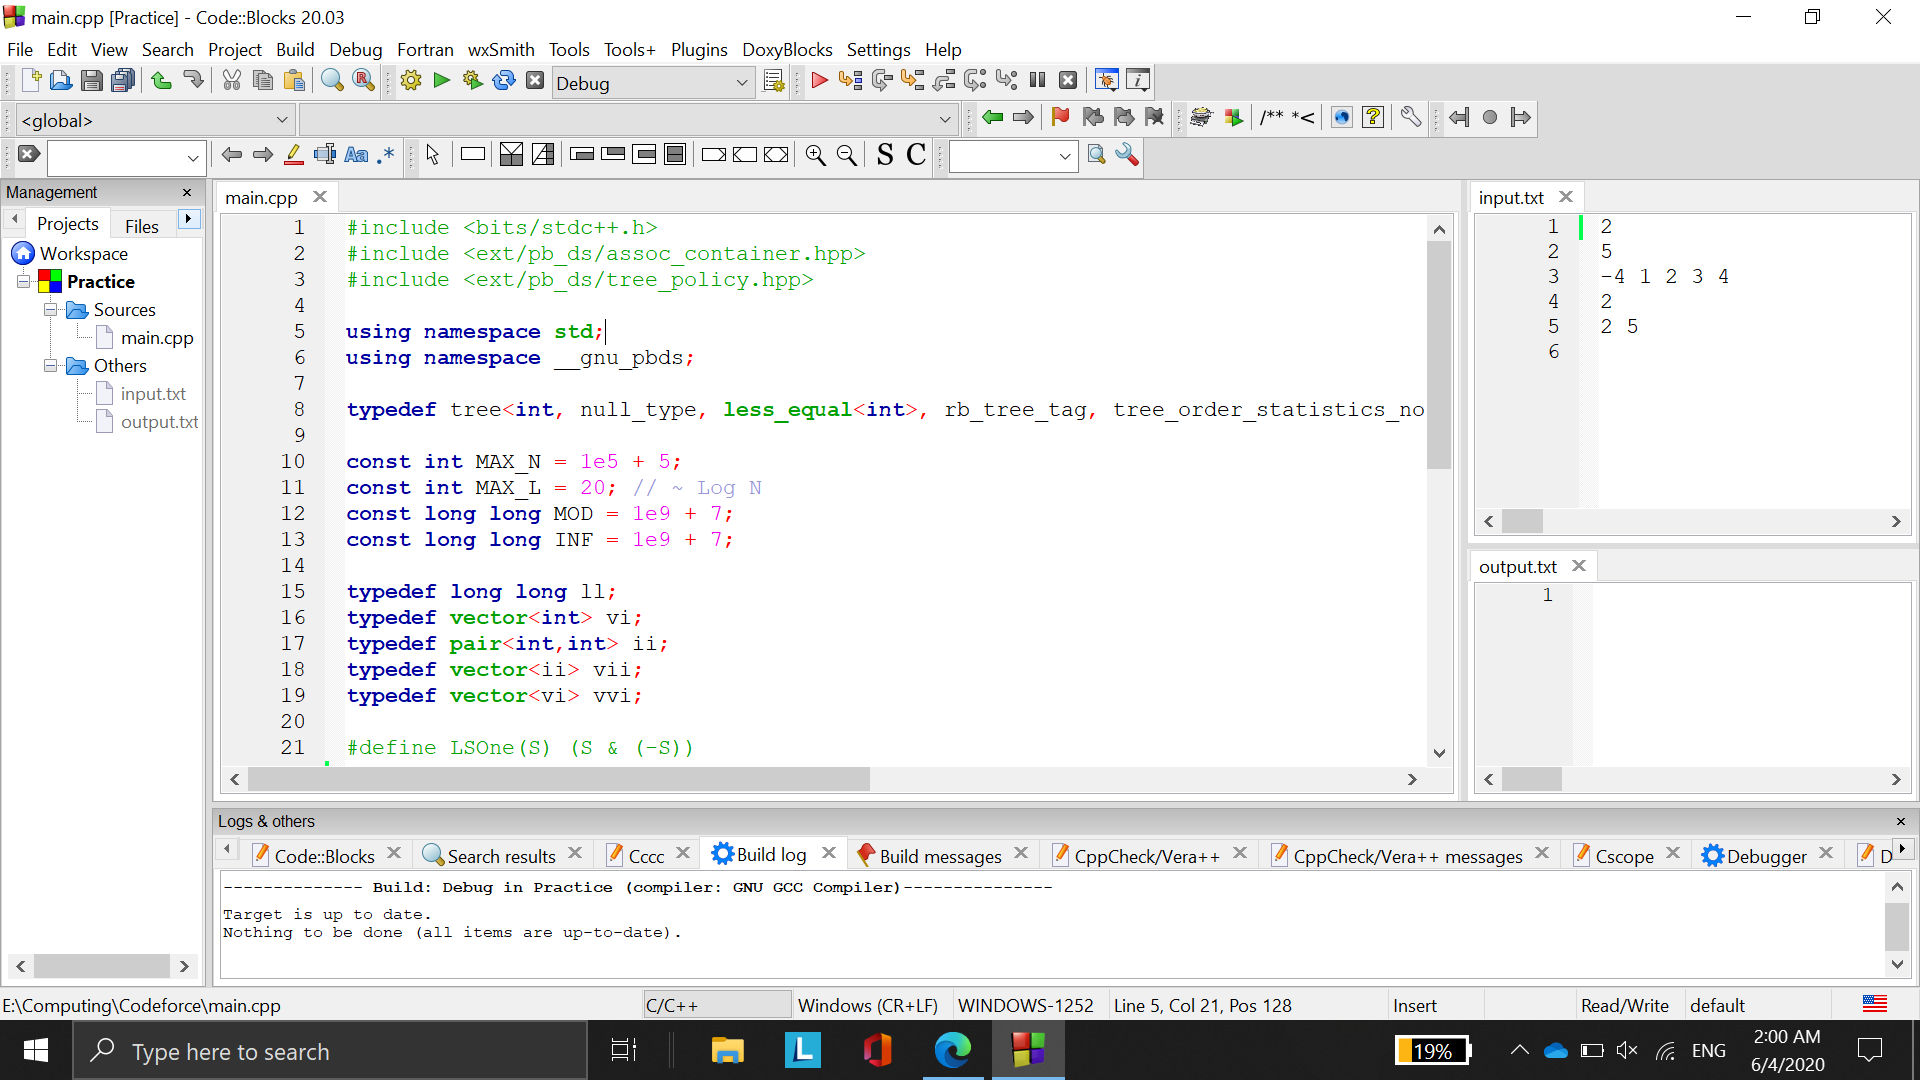 main.cpp [Practice] - Code::Blocks 20.03
File Edit View Search Project Build Debug Fortran wxSmith Tools Tools+ Plugins DoxyBlocks Settings Help
Debug
<global>
/** *<
Aa .* S C
Management
Projects Files
Workspace
Practice
Sources
main.cpp
Others
input.txt
output.txt
main.cpp
1 #include <bits/stdc++.h>
2 #include <ext/pb_ds/assoc_container.hpp>
3 #include <ext/pb_ds/tree_policy.hpp>
4
5 using namespace std;
6 using namespace __gnu_pbds;
7
8 typedef tree<int, null_type, less_equal<int>, rb_tree_tag, tree_order_statistics_no
9
10 const int MAX_N = 1e5 + 5;
11 const int MAX_L = 20; // ~ Log N
12 const long long MOD = 1e9 + 7;
13 const long long INF = 1e9 + 7;
14
15 typedef long long ll;
16 typedef vector<int> vi;
17 typedef pair<int,int> ii;
18 typedef vector<ii> vii;
19 typedef vector<vi> vvi;
20
21 #define LSOne(S) (S & (-S))
input.txt
1 2
2 5
3 -4 1 2 3 4
4 2
5 2 5
6
output.txt
1
Logs & others
Code::Blocks Search results Cccc Build log Build messages CppCheck/Vera++ CppCheck/Vera++ messages Cscope Debugger D
-------------- Build: Debug in Practice (compiler: GNU GCC Compiler)---------------
Target is up to date.
Nothing to be done (all items are up-to-date).
E:\Computing\Codeforce\main.cpp C/C++ Windows (CR+LF) WINDOWS-1252 Line 5, Col 21, Pos 128 Insert Read/Write default
Type here to search
L
19%
ENG
2:00 AM
6/4/2020